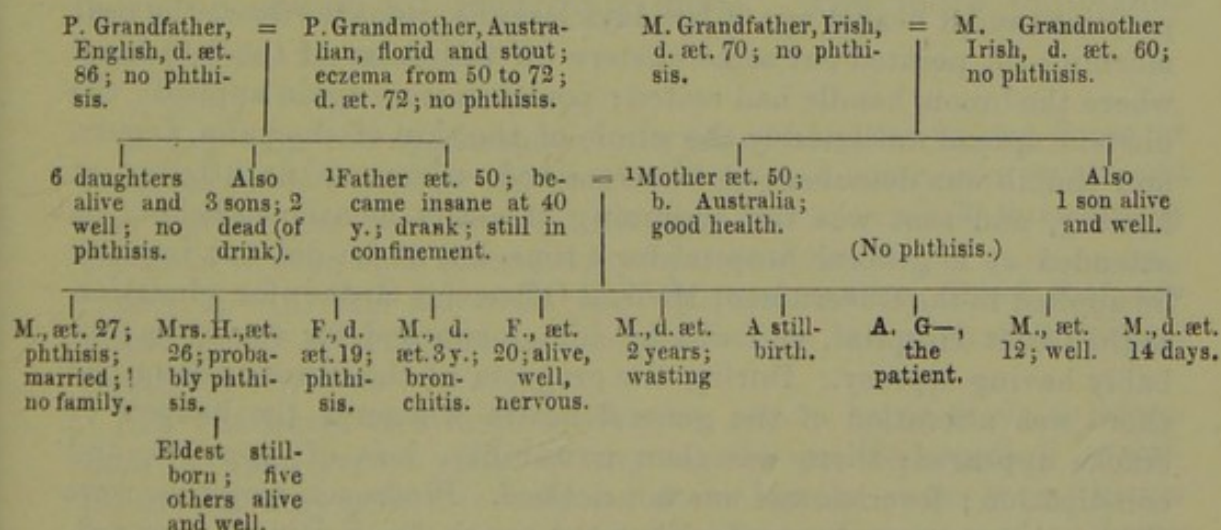 P. Grandfather,
English, d. æt.
86; no phthi-
sis.
=
P. Grandmother, Austra-
lian, florid and stout;
eczema from 50 to 72;
d. æt. 72; no phthisis.
M. Grandfather, Irish,
d. æt. 70; no phthi-
sis.
=
M. Grandmother
Irish, d. æt. 60;
no phthisis.
6 daughters
alive and
well; no
phthisis.
Also
3 sons; 2
dead (of
drink).
¹Father æt. 50; be-
came insane at 40
y.; drank; still in
confinement.
=
¹Mother æt. 50;
b. Australia;
good health.
(No phthisis.)
Also
1 son alive
and well.
M., æt. 27;
phthisis;
married; !
no family.
Mrs. H., æt.
26; proba-
bly phthi-
sis.
F., d.
æt. 19;
phthi-
sis.
M., d.
æt. 3 y.;
bron-
chitis.
F., æt.
20; alive,
well,
nervous.
M., d. æt.
2 years;
wasting
A still-
birth.
A. G—,
the
patient.
M., æt.
12; well.
M., d. æt.
14 days.
Eldest still-
born; five
others alive
and well.